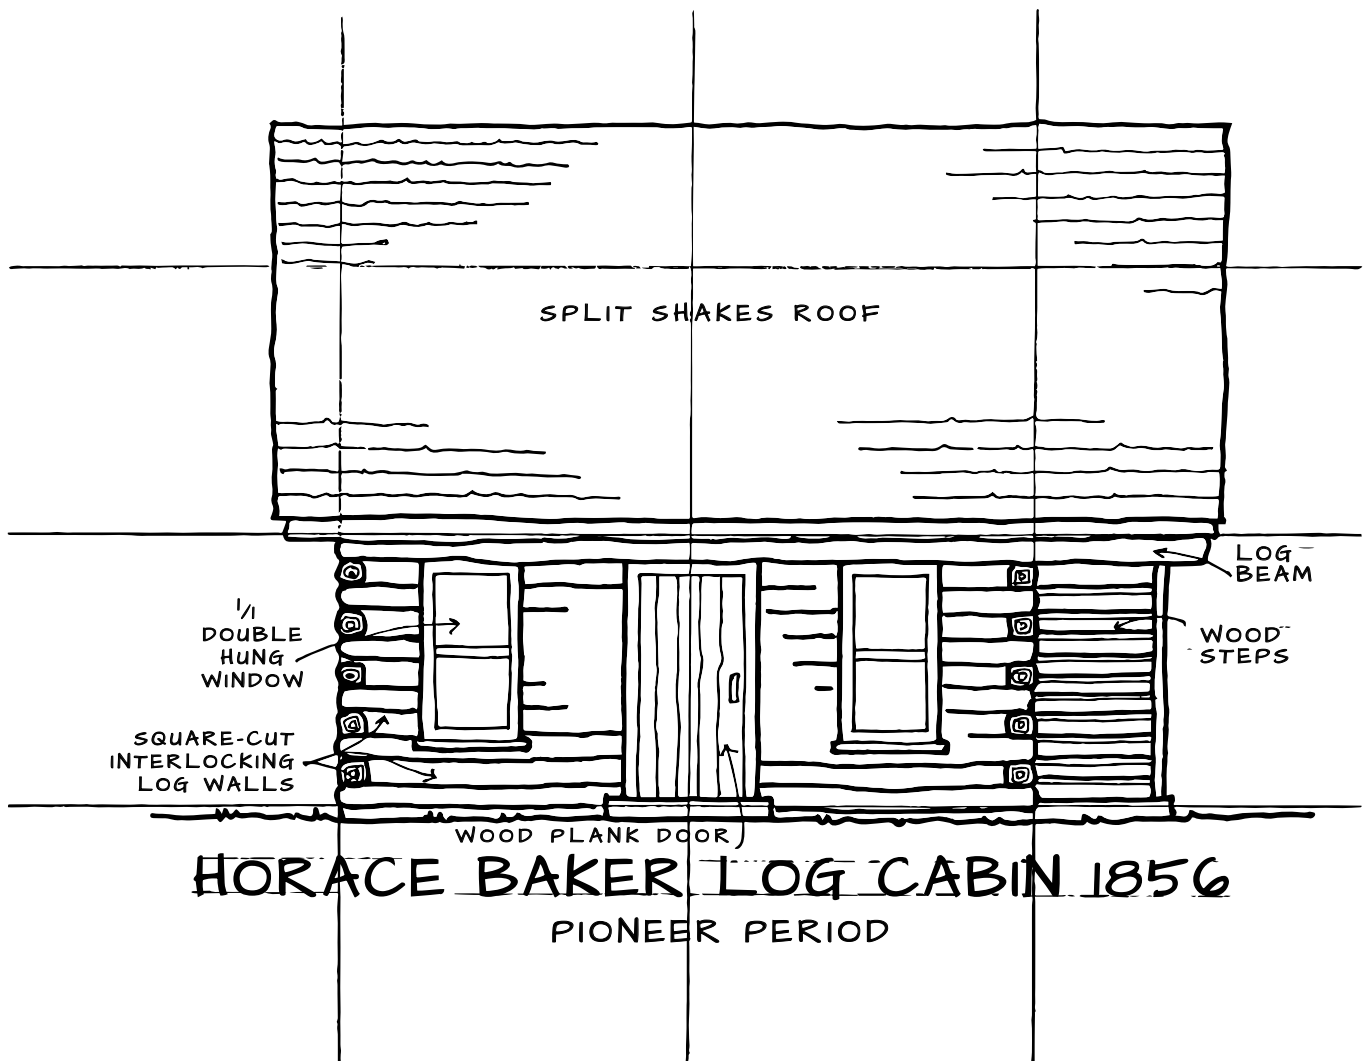 SPLIT SHAKES ROOF
LOG
BEAM
1/1
DOUBLE
HUNG
WINDOW
WOOD
STEPS
SQUARE-CUT
INTERLOCKING
LOG WALLS
WOOD PLANK DOOR
HORACE BAKER LOG CABIN 1856
PIONEER PERIOD